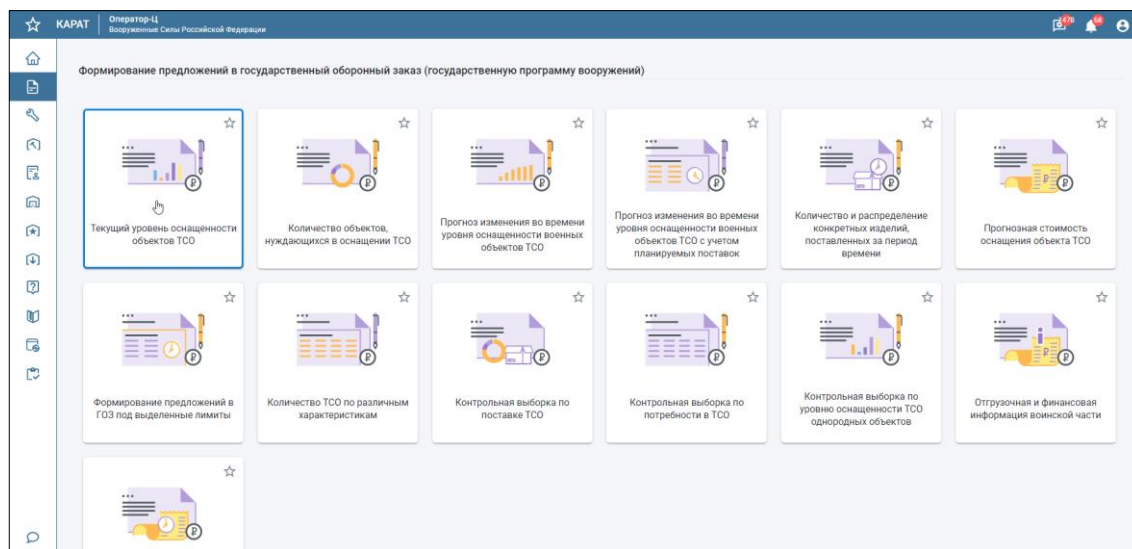 КАРАТ
Оператор-Ц
Вооруженные Силы Российской Федерации
478
68
Формирование предложений в государственный оборонный заказ (государственную программу вооружений)
Текущий уровень оснащенности
объектов ТСО
Количество объектов,
нуждающихся в оснащении ТСО
Прогноз изменения во времени
уровня оснащенности военных
объектов ТСО
Прогноз изменения во времени
уровня оснащенности военных
объектов ТСО с учетом
планируемых поставок
Количество и распределение
конкретных изделий,
поставленных за период
времени
Прогнозная стоимость
оснащения объекта ТСО
Формирование предложений в
ГОЗ под выделенные лимиты
Количество ТСО по различным
характеристикам
Контрольная выборка по
поставке ТСО
Контрольная выборка по
потребности в ТСО
Контрольная выборка по
уровню оснащенности ТСО
однородных объектов
Отгрузочная и финансовая
информация воинской части